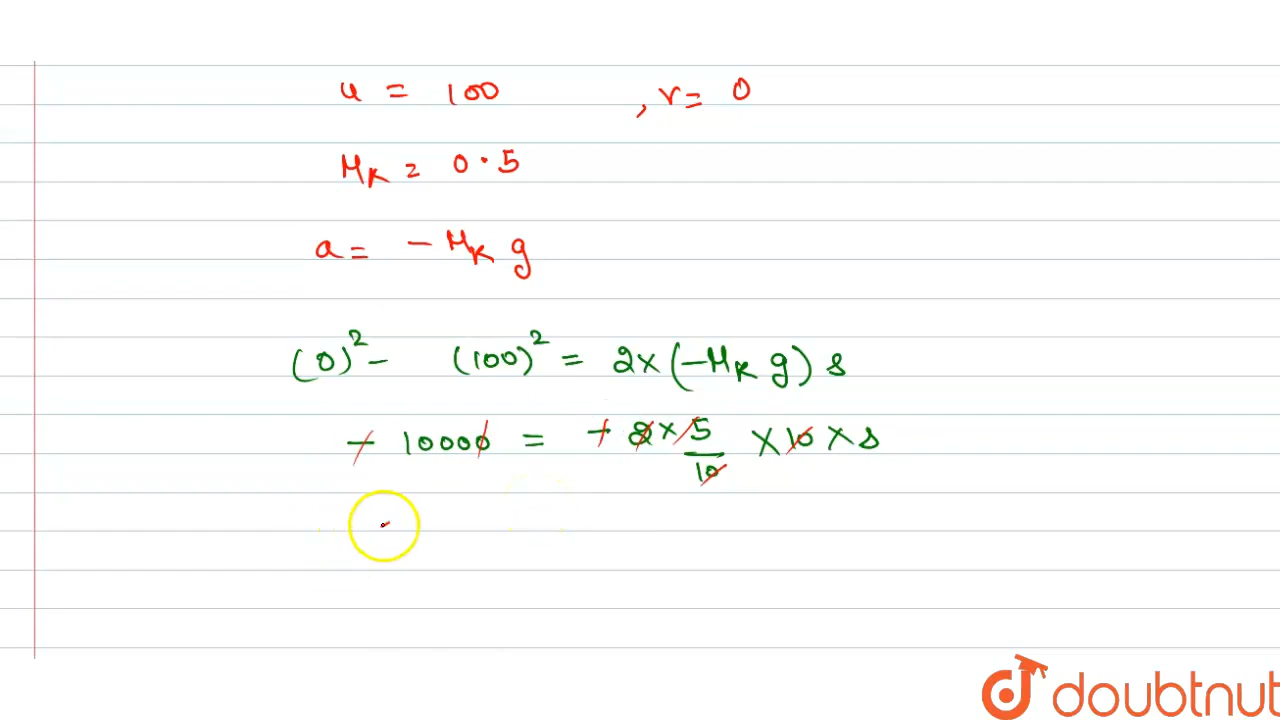 u = 100 , v = 0
μk = 0.5
a = - μk g
(0)² - (100)² = 2 × (-μk g) s
- 10000 = - 2 × 5/10 × 10 × s
doubtnut